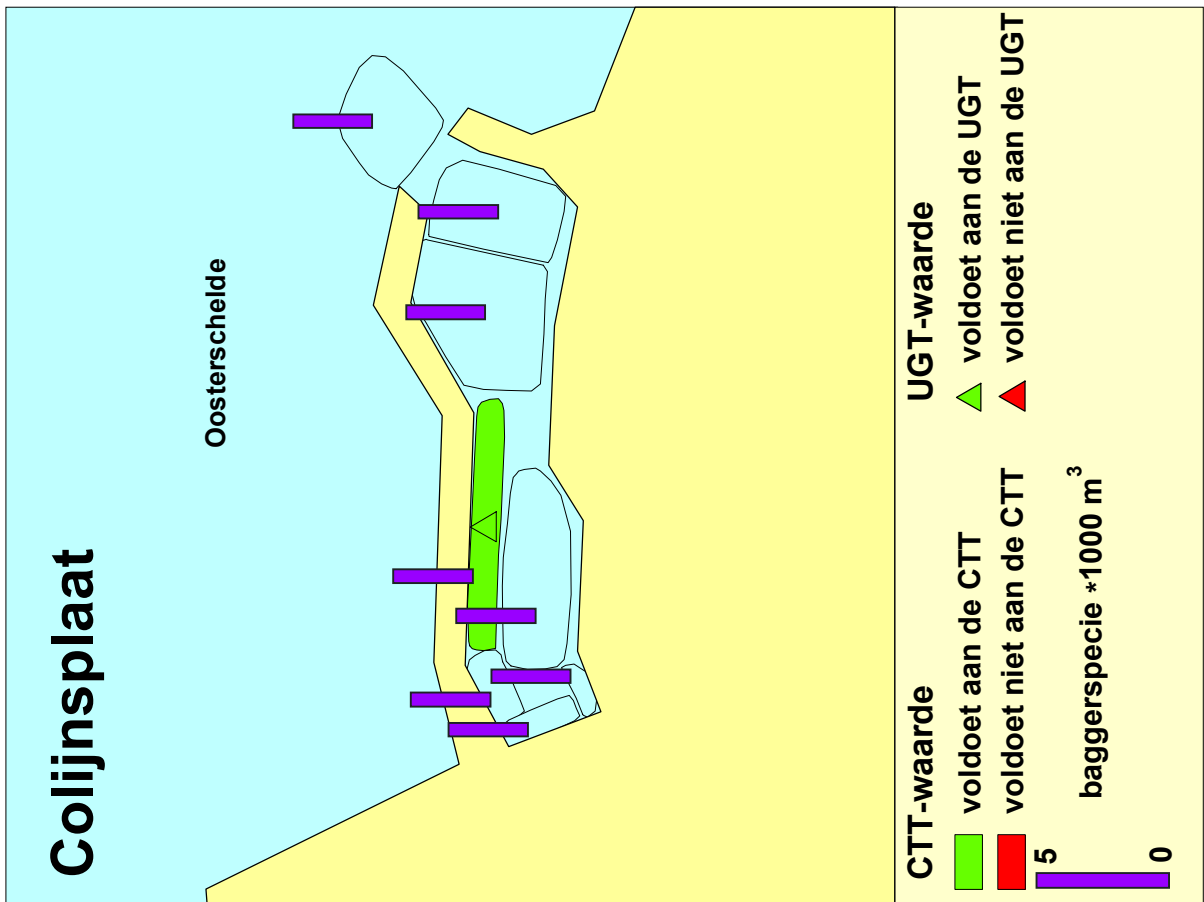 Colijnsplaat
Oosterschelde
CTT-waarde
voldoet aan de CTT
voldoet niet aan de CTT
5
0
baggerspecie *1000 m³
UGT-waarde
voldoet aan de UGT
voldoet niet aan de UGT